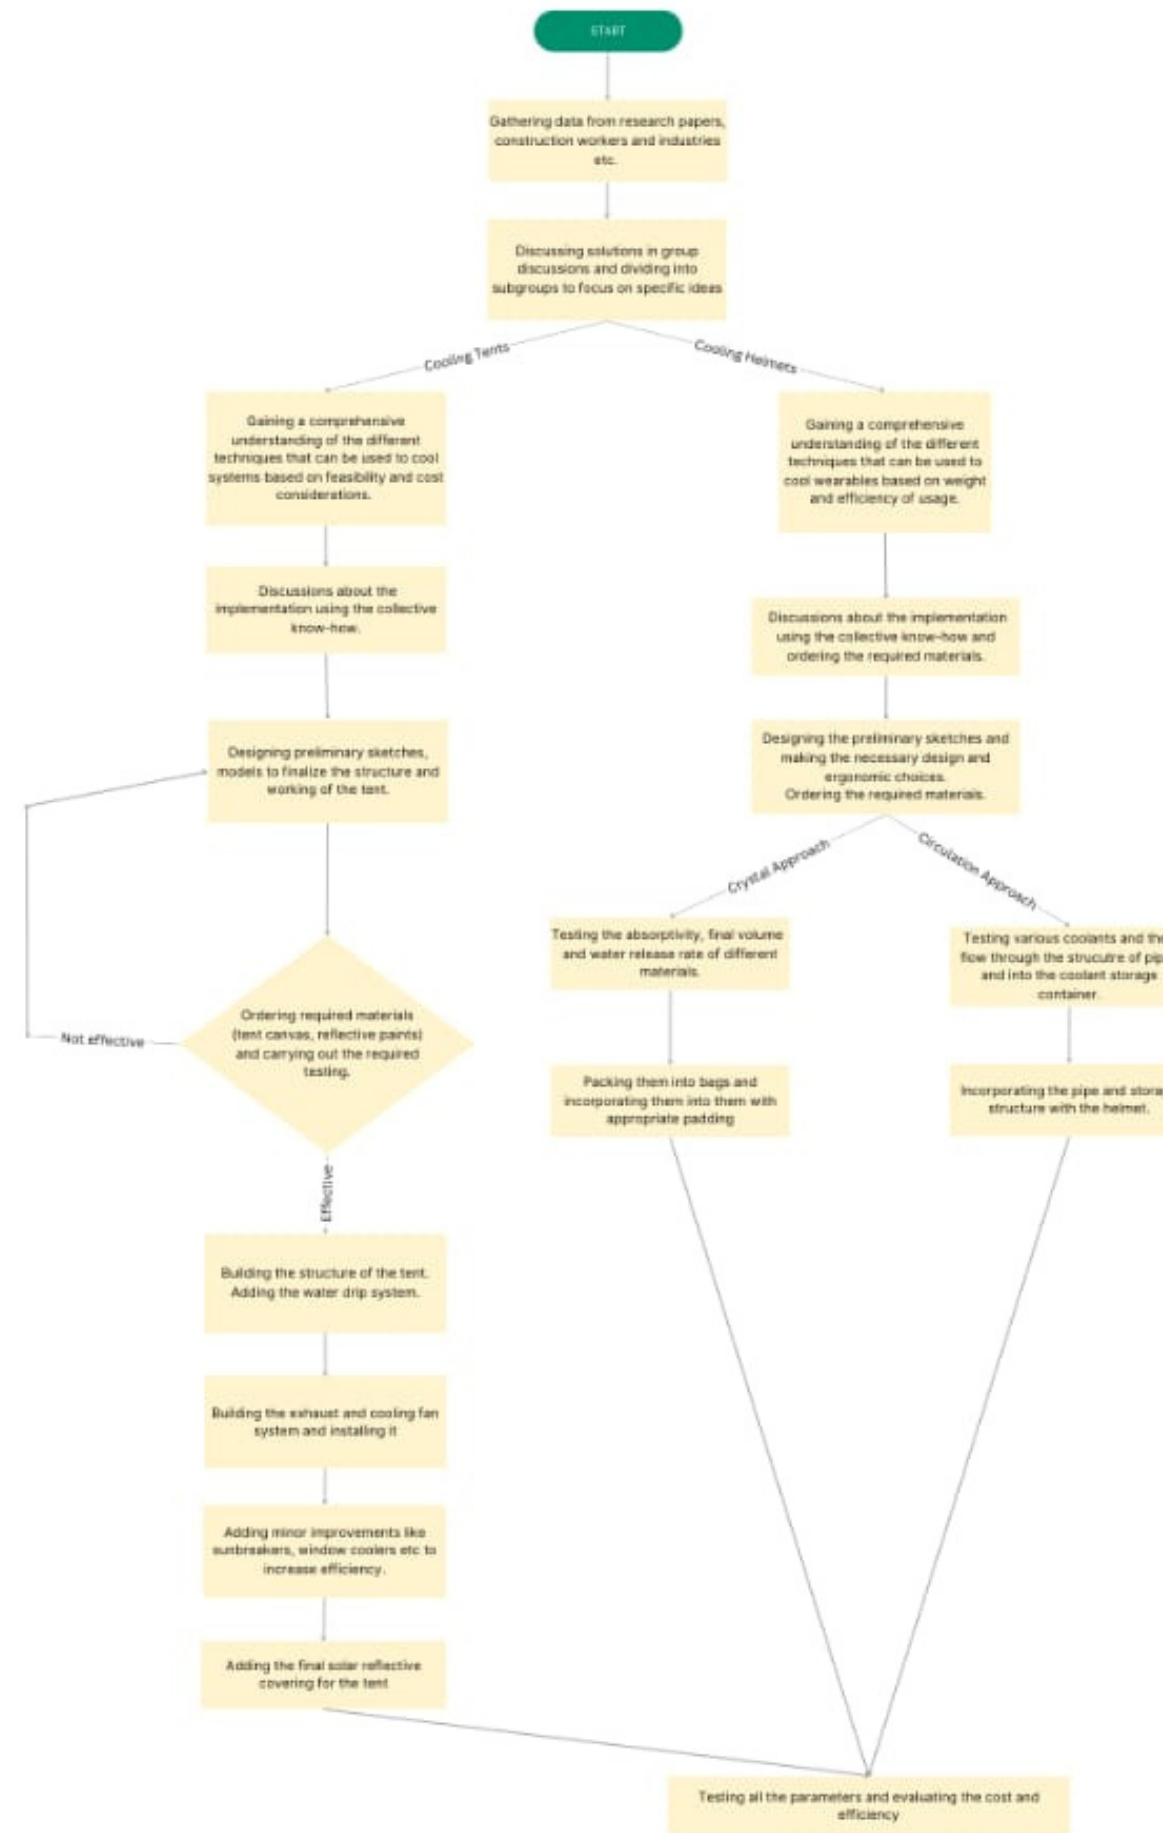 START
Gathering data from research papers,
construction workers and industries
etc.
Discussing solutions in group
discussions and dividing into
subgroups to focus on specific ideas
Cooling Tents
Cooling Helmets
Gaining a comprehensive
understanding of the different
techniques that can be used to cool
systems based on feasibility and cost
considerations.
Gaining a comprehensive
understanding of the different
techniques that can be used to
cool wearables based on weight
and efficiency of usage.
Discussions about the
implementation using the collective
know-how.
Discussions about the implementation
using the collective know-how and
ordering the required materials.
Designing preliminary sketches,
models to finalize the structure and
working of the tent.
Designing the preliminary sketches and
making the necessary design and
ergonomic choices.
Ordering the required materials.
Crystal Approach
Circulation Approach
Testing the absorptivity, final volume
and water release rate of different
materials.
Testing various coolants and the
flow through the strucutre of
and into the coolant storage
container.
Ordering required materials
(tent canvas, reflective paints)
and carrying out the required
testing.
Not effective
Effective
Packing them into bags and
incorporating them into them with
appropriate padding
Incorporating the pipe and
structure with the helmet.
Building the structure of the tent.
Adding the water drip system.
Building the exhaust and cooling fan
system and installing it
Adding minor improvements like
sunbreakers, window coolers etc to
increase efficiency.
Adding the final solar reflective
covering for the tent
Testing all the parameters and evaluating the cost and
efficiency